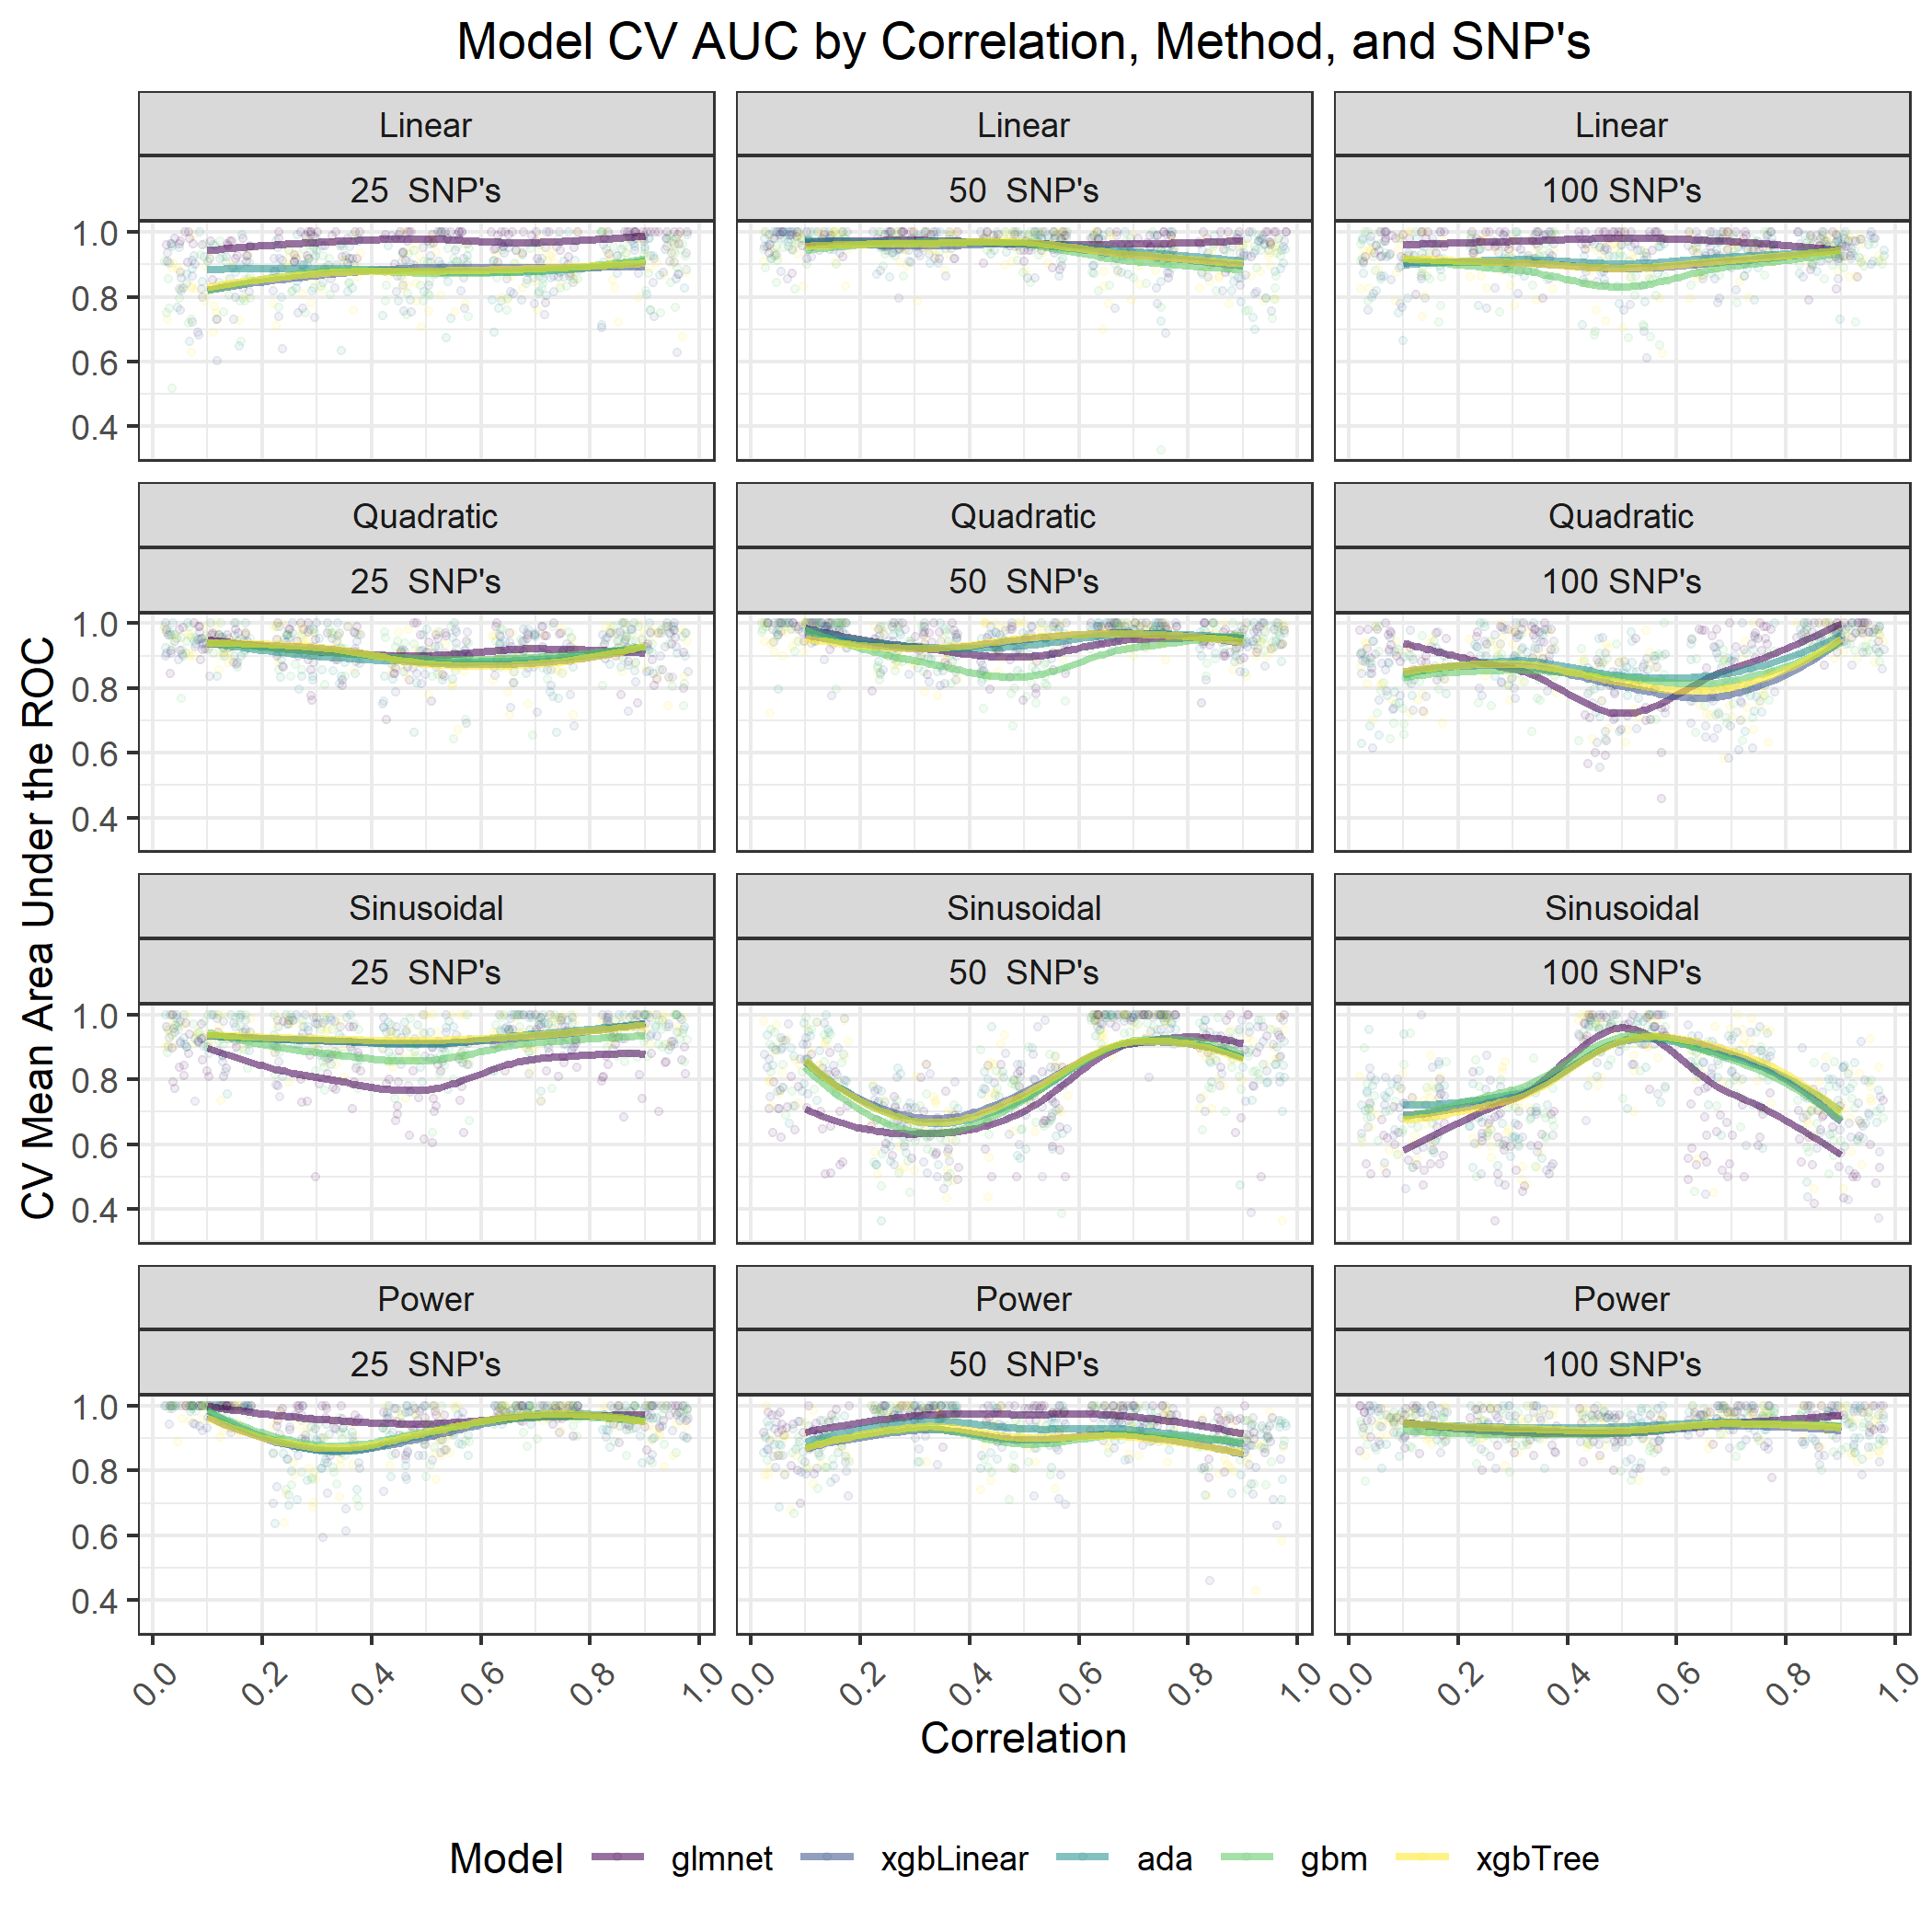 Model CV AUC by Correlation, Method, and SNP's
Linear
Linear
Linear
25  SNP's
50  SNP's
100 SNP's
1.0
0.8
0.6
0.4
Quadratic
Quadratic
Quadratic
25  SNP's
50  SNP's
100 SNP's
1.0
0.8
0.6
0.4
CV Mean Area Under the ROC
Sinusoidal
Sinusoidal
Sinusoidal
25  SNP's
50  SNP's
100 SNP's
1.0
0.8
0.6
0.4
Power
Power
Power
25  SNP's
50  SNP's
100 SNP's
1.0
0.8
0.6
0.4
0.0 0.2 0.4 0.6 0.8 1.0
0.0 0.2 0.4 0.6 0.8 1.0
0.0 0.2 0.4 0.6 0.8 1.0
Correlation
Model glmnet xgbLinear ada gbm xgbTree